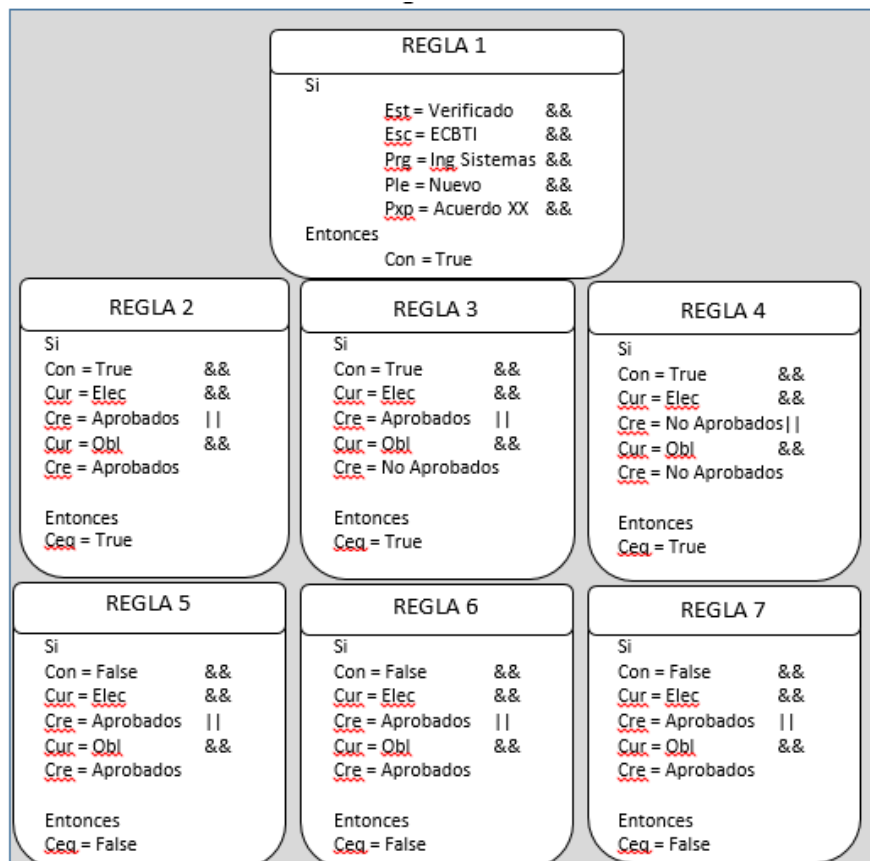 REGLA 1
Si
Est = Verificado &&
Esc = ECBTI &&
Prg = Ing Sistemas &&
Ple = Nuevo &&
Pxp = Acuerdo XX &&
Entonces
Con = True
REGLA 2
Si
Con = True &&
Cur = Elec &&
Cre = Aprobados ||
Cur = Obl &&
Cre = Aprobados
Entonces
Ceq = True
REGLA 3
Si
Con = True &&
Cur = Elec &&
Cre = Aprobados ||
Cur = Obl &&
Cre = No Aprobados
Entonces
Ceq = True
REGLA 4
Si
Con = True &&
Cur = Elec &&
Cre = No Aprobados||
Cur = Obl &&
Cre = No Aprobados
Entonces
Ceq = True
REGLA 5
Si
Con = False &&
Cur = Elec &&
Cre = Aprobados ||
Cur = Obl &&
Cre = Aprobados
Entonces
Ceq = False
REGLA 6
Si
Con = False &&
Cur = Elec &&
Cre = Aprobados ||
Cur = Obl &&
Cre = Aprobados
Entonces
Ceq = False
REGLA 7
Si
Con = False &&
Cur = Elec &&
Cre = Aprobados ||
Cur = Obl &&
Cre = Aprobados
Entonces
Ceq = False